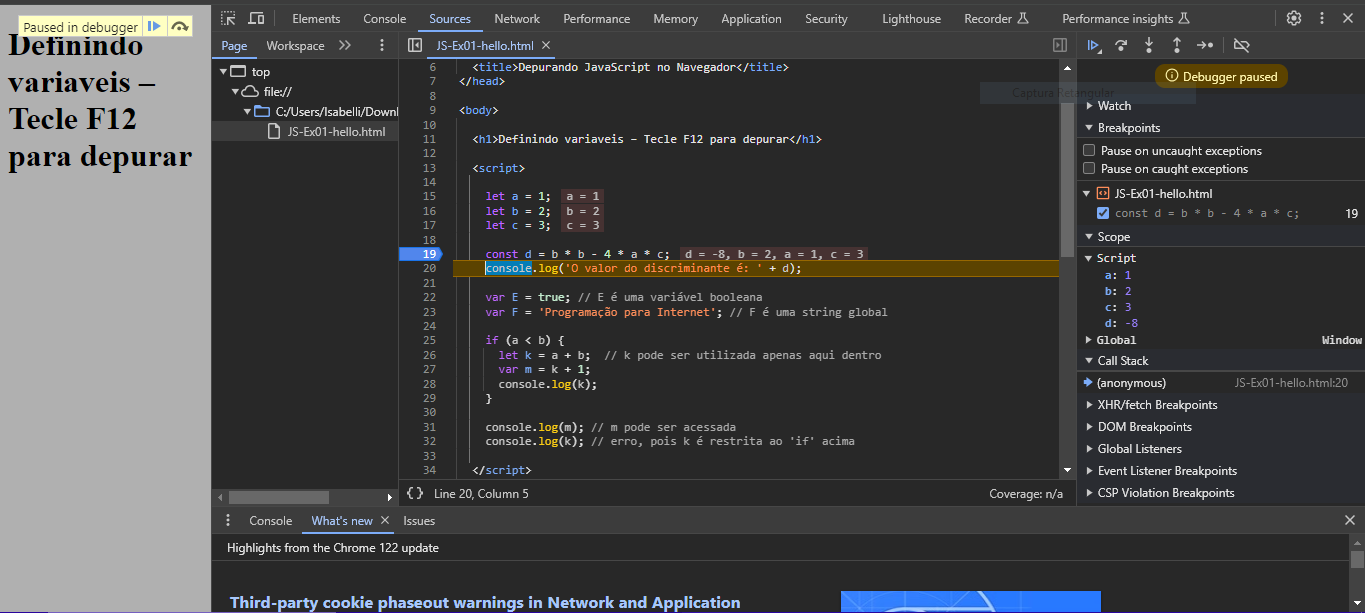 Paused in debugger
Definindo
variaveis –
Tecle F12
para depurar
Elements Console Sources Network Performance Memory Application Security Lighthouse Recorder Performance insights
Page Workspace
JS-Ex01-hello.html
top
file://
C:/Users/Isabelli/Downl
JS-Ex01-hello.html
6 <title>Depurando JavaScript no Navegador</title>
7 </head>
8
9 <body>
10
11 <h1>Definindo variaveis – Tecle F12 para depurar</h1>
12
13 <script>
14
15 let a = 1; a = 1
16 let b = 2; b = 2
17 let c = 3; c = 3
18
19 const d = b * b - 4 * a * c; d = -8, b = 2, a = 1, c = 3
20 console.log('O valor do discriminante é: ' + d);
21
22 var E = true; // E é uma variável booleana
23 var F = 'Programação para Internet'; // F é uma string global
24
25 if (a < b) {
26 let k = a + b; // k pode ser utilizada apenas aqui dentro
27 var m = k + 1;
28 console.log(k);
29 }
30
31 console.log(m); // m pode ser acessada
32 console.log(k); // erro, pois k é restrita ao 'if' acima
33
34 </script>
{} Line 20, Column 5 Coverage: n/a
Captura Retangular
Debugger paused
Watch
Breakpoints
Pause on uncaught exceptions
Pause on caught exceptions
JS-Ex01-hello.html
const d = b * b - 4 * a * c; 19
Scope
Script
a: 1
b: 2
c: 3
d: -8
Global Window
Call Stack
(anonymous) JS-Ex01-hello.html:20
XHR/fetch Breakpoints
DOM Breakpoints
Global Listeners
Event Listener Breakpoints
CSP Violation Breakpoints
Console What's new Issues
Highlights from the Chrome 122 update
Third-party cookie phaseout warnings in Network and Application